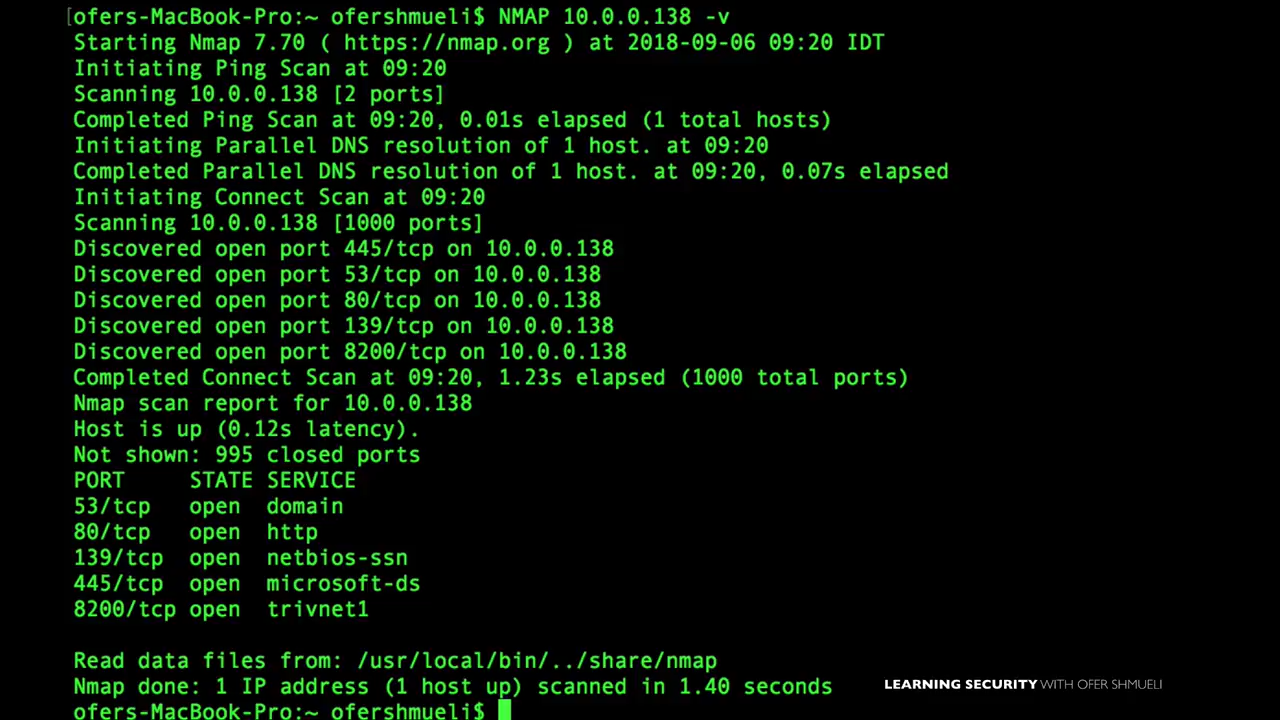 [ofers-MacBook-Pro:~ ofershmueli$ NMAP 10.0.0.138 -v
Starting Nmap 7.70 ( https://nmap.org ) at 2018-09-06 09:20 IDT
Initiating Ping Scan at 09:20
Scanning 10.0.0.138 [2 ports]
Completed Ping Scan at 09:20, 0.01s elapsed (1 total hosts)
Initiating Parallel DNS resolution of 1 host. at 09:20
Completed Parallel DNS resolution of 1 host. at 09:20, 0.07s elapsed
Initiating Connect Scan at 09:20
Scanning 10.0.0.138 [1000 ports]
Discovered open port 445/tcp on 10.0.0.138
Discovered open port 53/tcp on 10.0.0.138
Discovered open port 80/tcp on 10.0.0.138
Discovered open port 139/tcp on 10.0.0.138
Discovered open port 8200/tcp on 10.0.0.138
Completed Connect Scan at 09:20, 1.23s elapsed (1000 total ports)
Nmap scan report for 10.0.0.138
Host is up (0.12s latency).
Not shown: 995 closed ports
PORT     STATE SERVICE
53/tcp   open  domain
80/tcp   open  http
139/tcp  open  netbios-ssn
445/tcp  open  microsoft-ds
8200/tcp open  trivnet1
Read data files from: /usr/local/bin/../share/nmap
Nmap done: 1 IP address (1 host up) scanned in 1.40 seconds
ofers-MacBook-Pro:~ ofershmueli$
LEARNING SECURITY WITH OFER SHMUELI